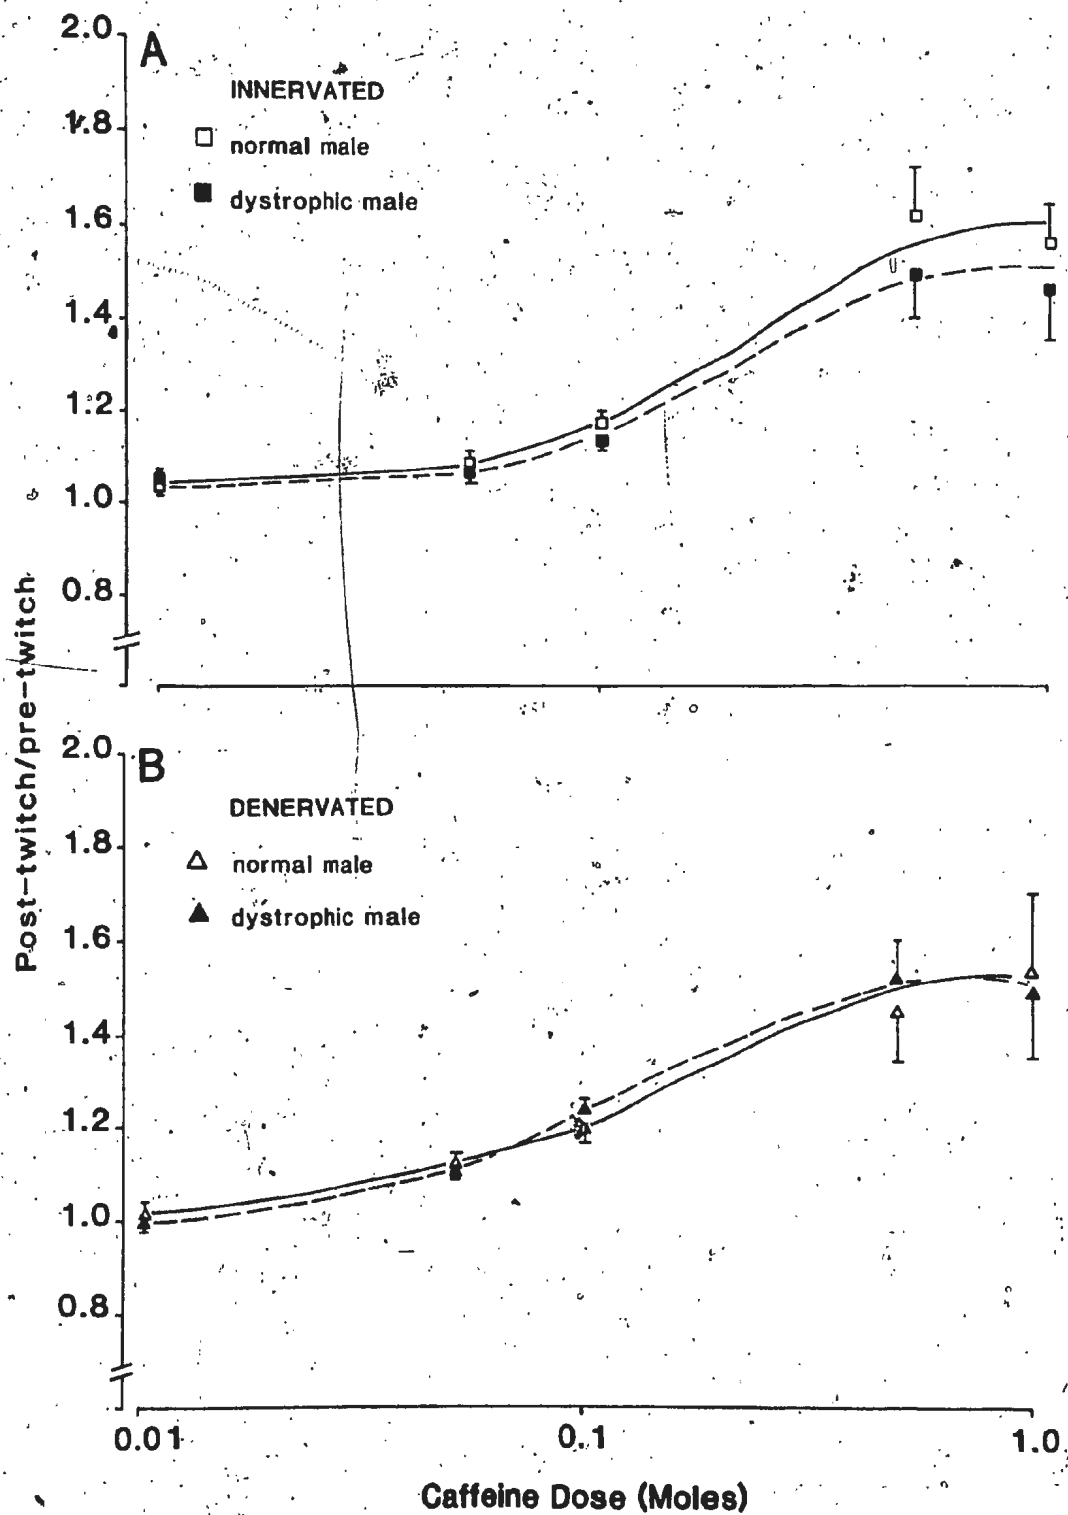 A
INNERVATED
normal male
dystrophic male
2.0
1.8
1.6
1.4
1.2
1.0
0.8
Post-twitch/pre-twitch
B
DENERVATED
normal male
dystrophic male
2.0
1.8
1.6
1.4
1.2
1.0
0.8
0.01 0.1 1.0
Caffeine Dose (Moles)